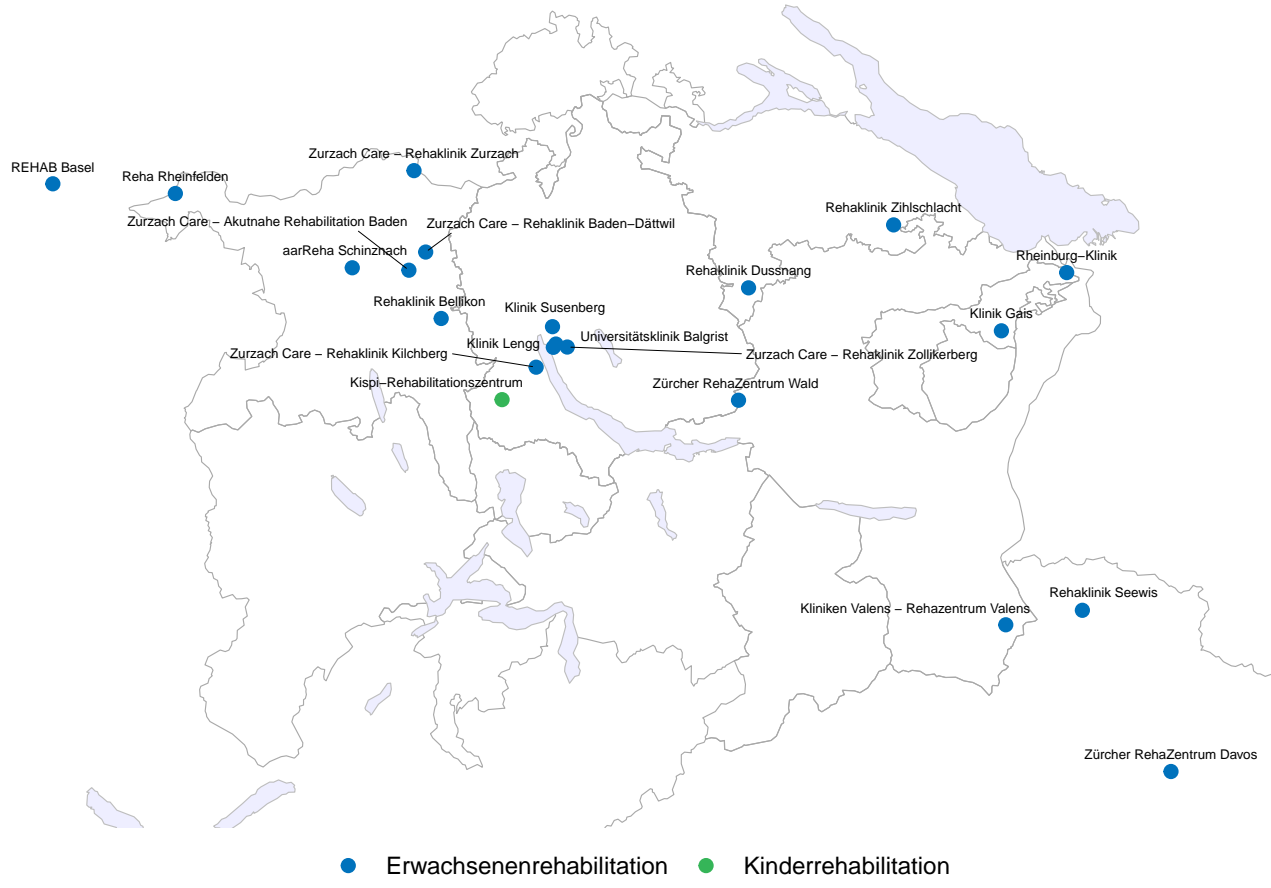 Zurzach Care – Rehaklinik Zurzach
REHAB Basel
Reha Rheinfelden
Rehaklinik Zihlschlacht
Zurzach Care – Akutnahe Rehabilitation Baden
Zurzach Care – Rehaklinik Baden–Dättwil
aarReha Schinznach
Rheinburg–Klinik
Rehaklinik Dussnang
Rehaklinik Bellikon
Klinik Susenberg
Klinik Gais
Klinik Lengg
Universitätsklinik Balgrist
Zurzach Care – Rehaklinik Kilchberg
Zurzach Care – Rehaklinik Zollikerberg
Kispi–Rehabilitationszentrum
Zürcher RehaZentrum Wald
Rehaklinik Seewis
Kliniken Valens – Rehazentrum Valens
Zürcher RehaZentrum Davos
Erwachsenenrehabilitation
Kinderrehabilitation